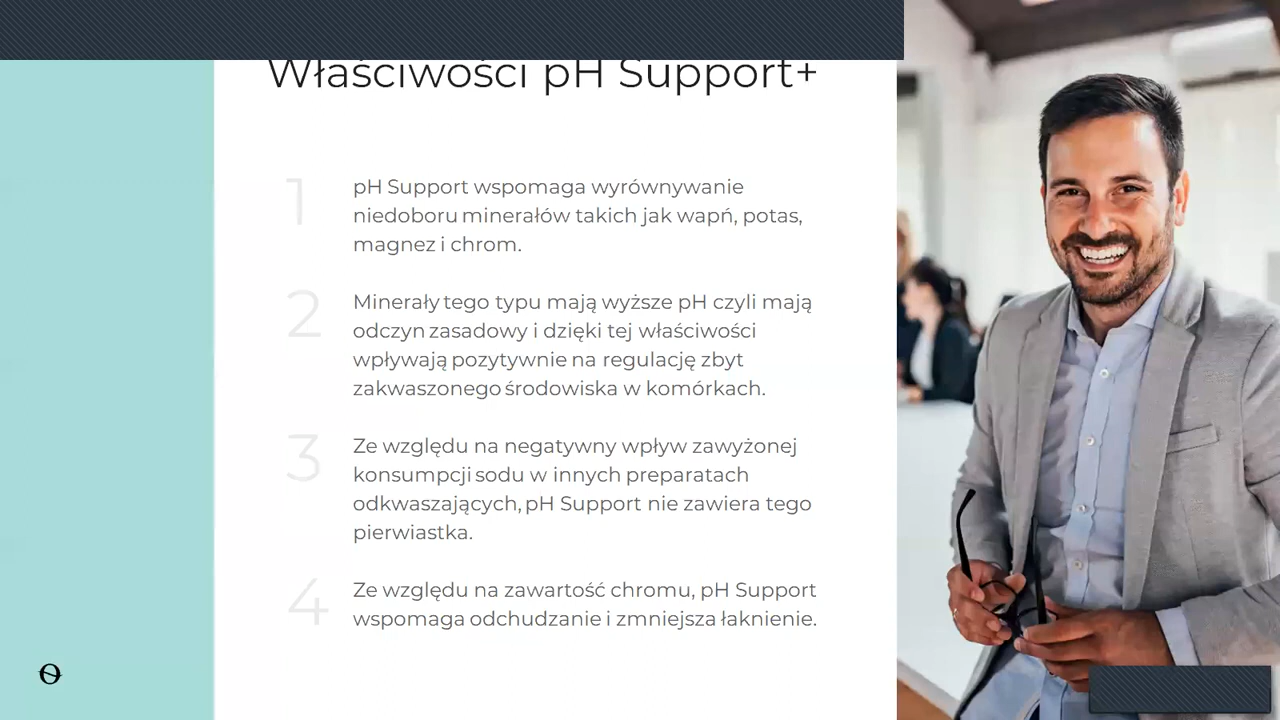 Właściwości pH Support+
1
pH Support wspomaga wyrównywanie
niedoboru minerałów takich jak wapń, potas,
magnez i chrom.
2
Minerały tego typu mają wyższe pH czyli mają
odczyn zasadowy i dzięki tej właściwości
wpływają pozytywnie na regulację zbyt
zakwaszonego środowiska w komórkach.
3
Ze względu na negatywny wpływ zawyżonej
konsumpcji sodu w innych preparatach
odkwaszających, pH Support nie zawiera tego
pierwiastka.
4
Ze względu na zawartość chromu, pH Support
wspomaga odchudzanie i zmniejsza łaknienie.